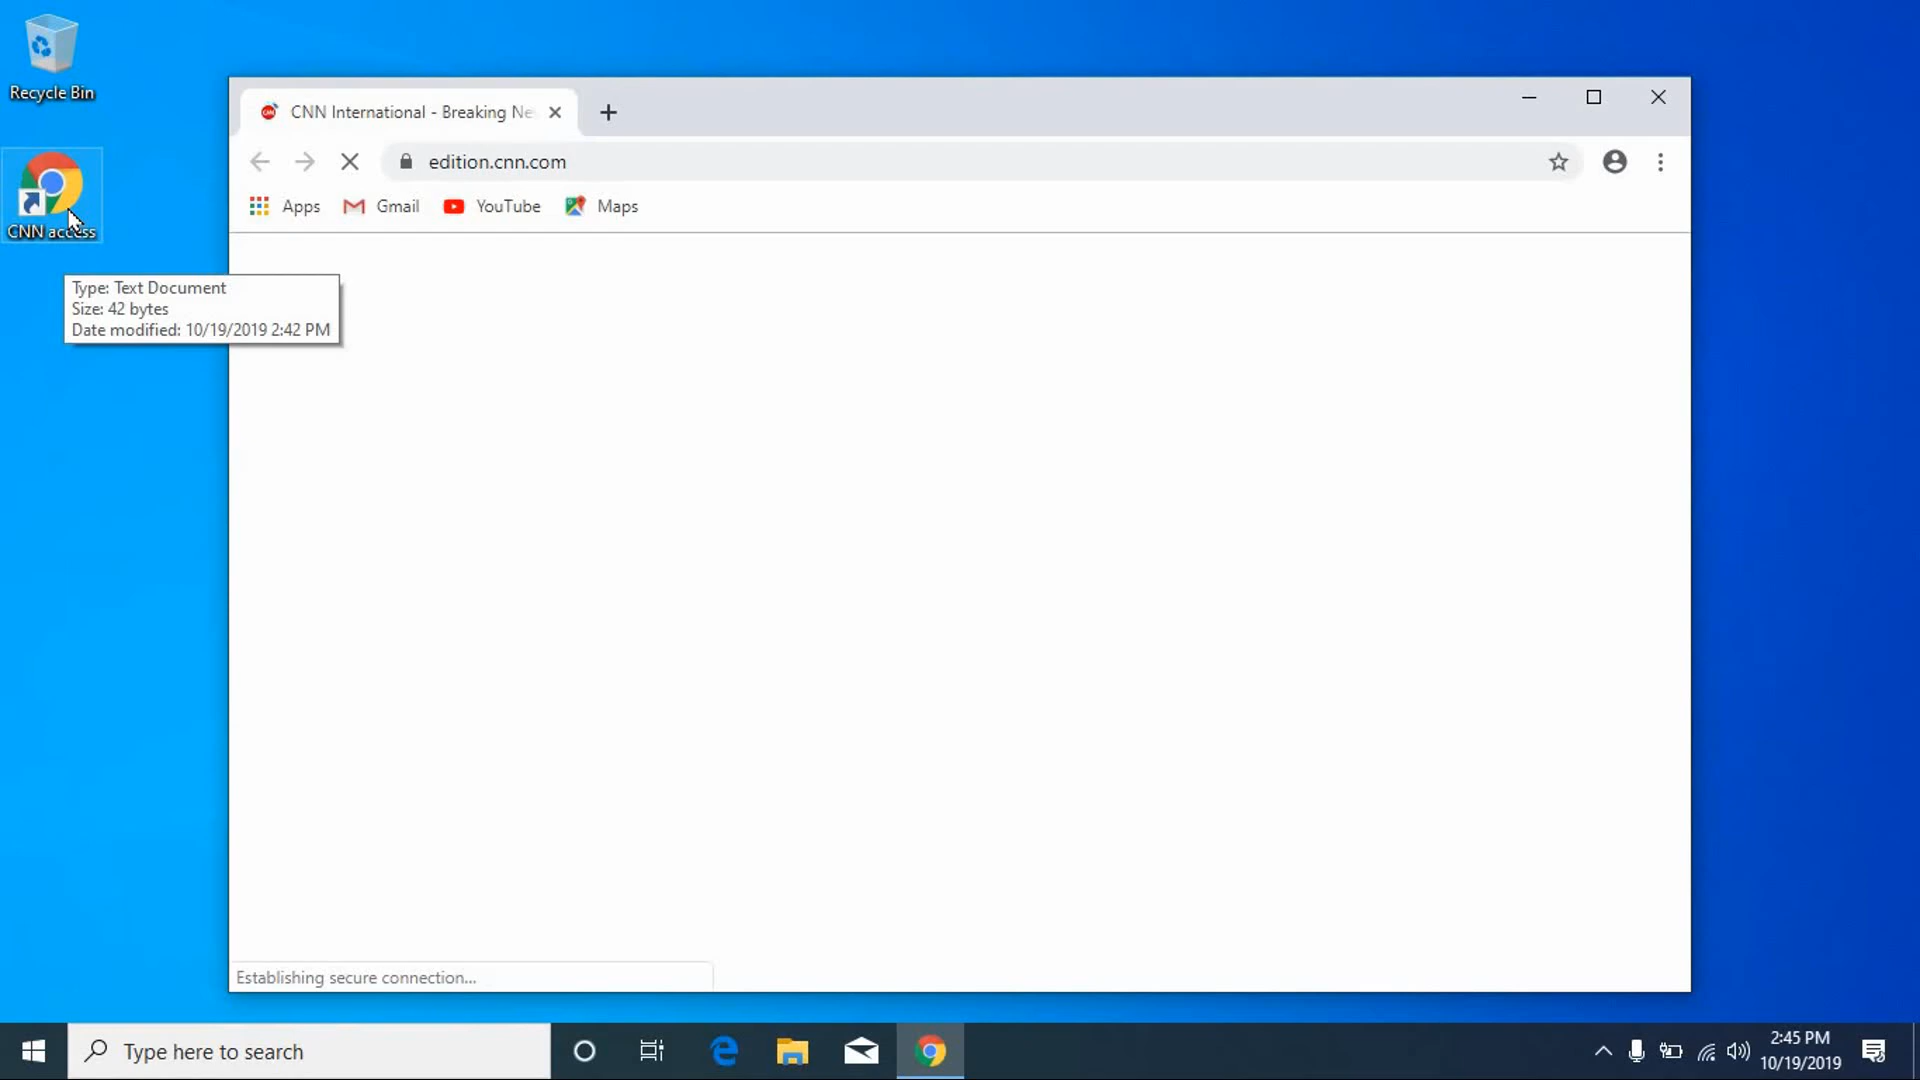 Recycle Bin
CNN access
Type: Text Document
Size: 42 bytes
Date modified: 10/19/2019 2:42 PM
CNN International - Breaking Ne
edition.cnn.com
Apps
Gmail
YouTube
Maps
Establishing secure connection...
Type here to search
2:45 PM
10/19/2019